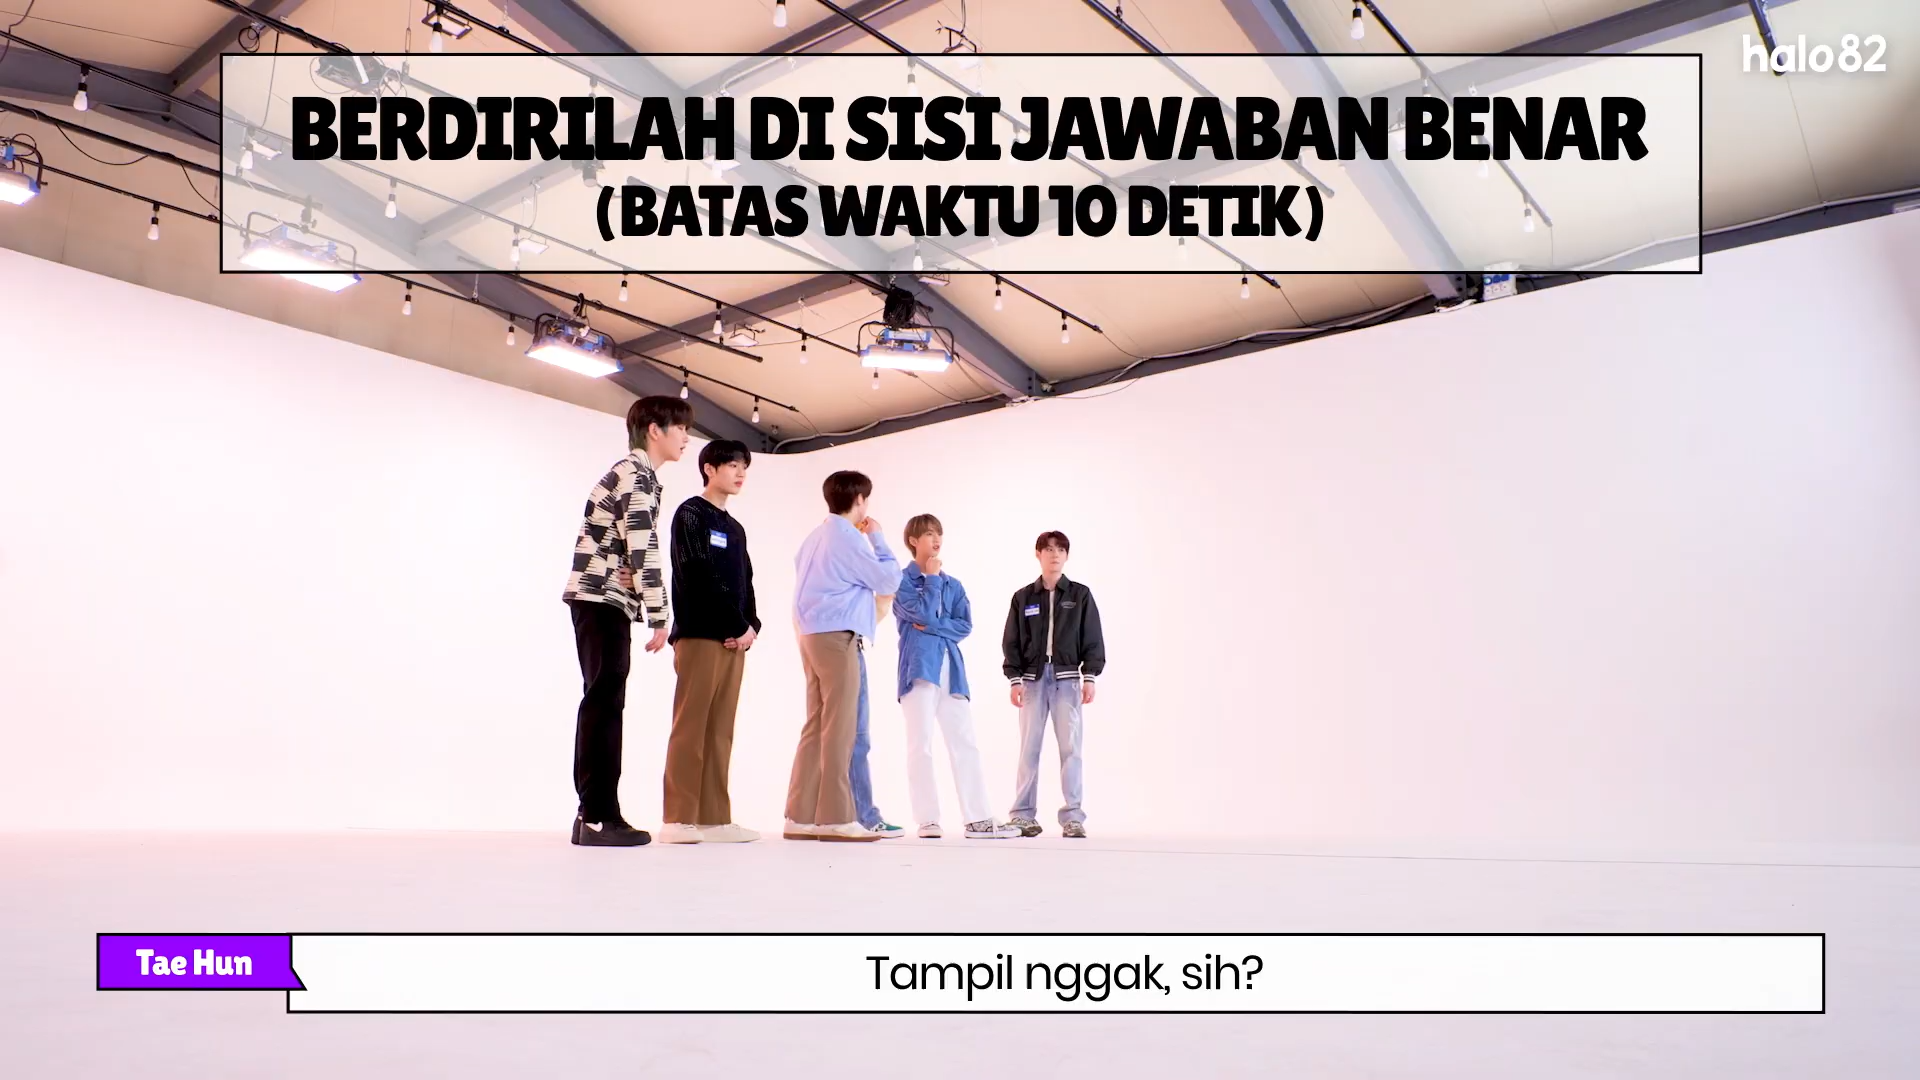 halo82
BERDIRILAH DI SISI JAWABAN BENAR
(BATAS WAKTU 10 DETIK)
Tae Hun
Tampil nggak, sih?